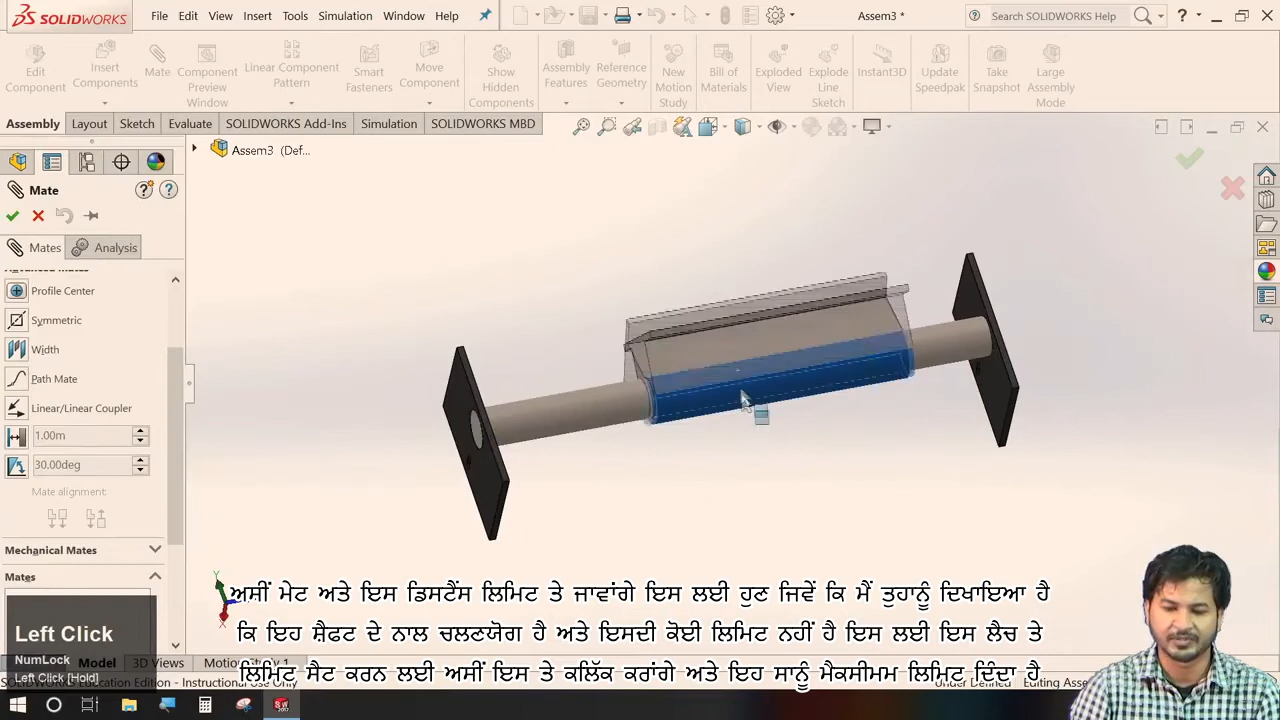 SOLIDWORKS File Edit View Insert Tools Simulation Window Help Assem3 * Search SOLIDWORKS Help
Edit Component Insert Components Mate Component Preview Window Linear Component Pattern Smart Fasteners Move Component Show Hidden Components Assembly Features Reference Geometry New Motion Study Bill of Materials Exploded View Explode Line Sketch Instant3D Update Speedpak Take Snapshot Large Assembly Mode
Assembly Layout Sketch Evaluate SOLIDWORKS Add-Ins Simulation SOLIDWORKS MBD
Assem3 (Def...
Mate
Mates Analysis
Advanced Mates
Profile Center
Symmetric
Width
Path Mate
Linear/Linear Coupler
1.00m
30.00deg
Mate alignment:
Mechanical Mates
Mates
ਅਸੀਂ ਮੇਟ ਅਤੇ ਇਸ ਡਿਸਟੈਂਸ ਲਿਮਿਟ ਤੇ ਜਾਵਾਂਗੇ ਇਸ ਲਈ ਹੁਣ ਜਿਵੇਂ ਕਿ ਮੈਂ ਤੁਹਾਨੂੰ ਦਿਖਾਇਆ ਹੈ
ਕਿ ਇਹ ਸ਼ੈਫਟ ਦੇ ਨਾਲ ਚਲਣਯੋਗ ਹੈ ਅਤੇ ਇਸਦੀ ਕੋਈ ਲਿਮਿਟ ਨਹੀਂ ਹੈ ਇਸ ਲਈ ਇਸ ਲੈਚ ਤੇ
ਲਿਮਿਟ ਸੈਟ ਕਰਨ ਲਈ ਅਸੀਂ ਇਸ ਤੇ ਕਲਿੱਕ ਕਰਾਂਗੇ ਅਤੇ ਇਹ ਸਾਨੂੰ ਮੈਕਸੀਮਮ ਲਿਮਿਟ ਦਿੰਦਾ ਹੈ
Left Click
NumLock
Left Click [Hold]
Model 3D Views Motion
Under Defined Editing Assem